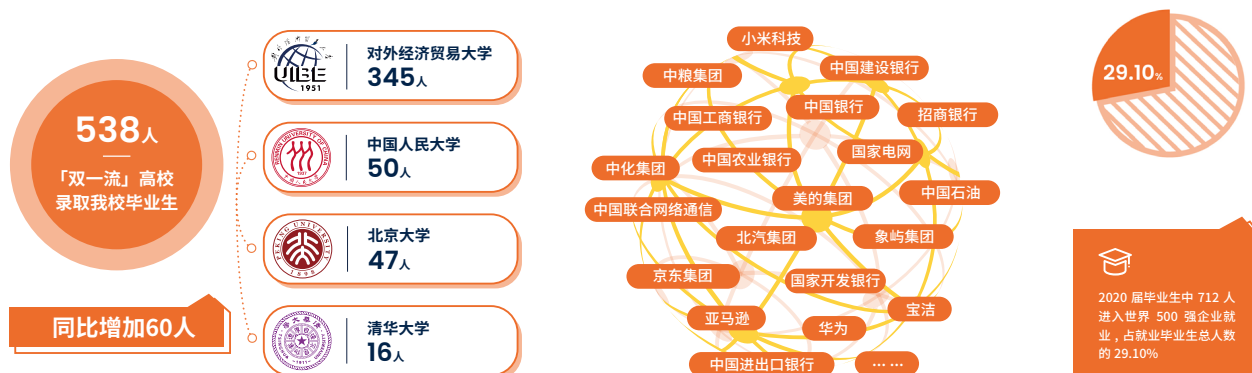 538人
「双一流」高校
录取我校毕业生
同比增加60人
UIBE
1951
对外经济贸易大学
345人
RENMIN UNIVERSITY OF CHINA
1937
中国人民大学
50人
PEKING UNIVERSITY
1898
北京大学
47人
清华大学
16人
小米科技
中粮集团
中国建设银行
中国工商银行
中国银行
招商银行
中化集团
中国农业银行
国家电网
中国联合网络通信
美的集团
中国石油
北汽集团
象屿集团
京东集团
国家开发银行
亚马逊
华为
宝洁
中国进出口银行
... ...
29.10%
2020 届毕业生中 712 人
进入世界 500 强企业就
业，占就业毕业生总人数
的 29.10%